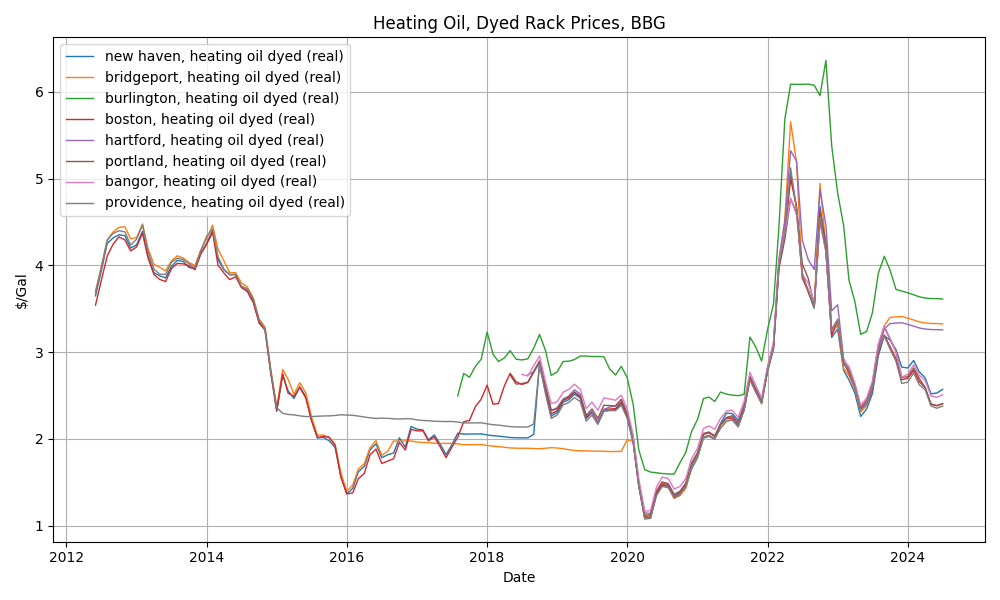 Heating Oil, Dyed Rack Prices, BBG
new haven, heating oil dyed (real)
bridgeport, heating oil dyed (real)
burlington, heating oil dyed (real)
boston, heating oil dyed (real)
hartford, heating oil dyed (real)
portland, heating oil dyed (real)
bangor, heating oil dyed (real)
providence, heating oil dyed (real)
$/Gal
6
5
4
3
2
1
2012 2014 2016 2018 2020 2022 2024
Date